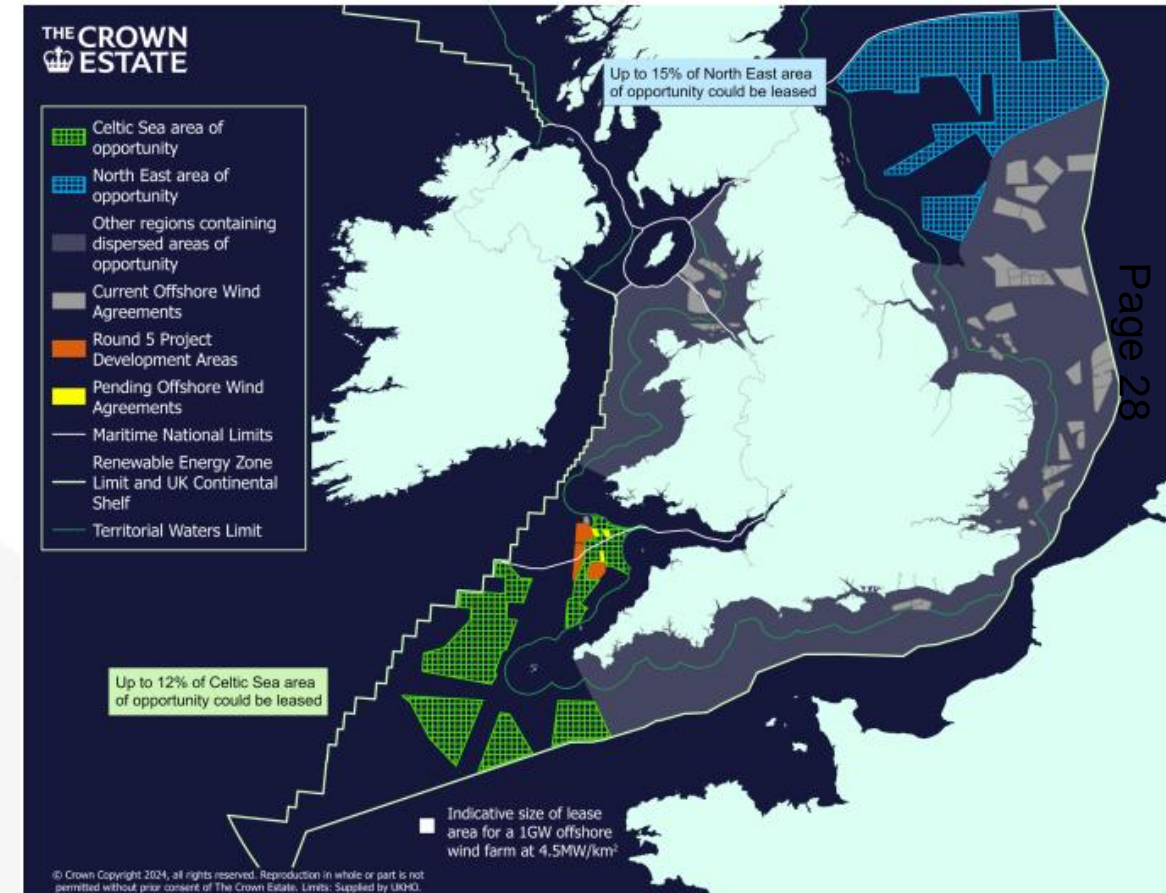 THE CROWN
ESTATE
Celtic Sea area of
opportunity
North East area of
opportunity
Other regions containing
dispersed areas of
opportunity
Current Offshore Wind
Agreements
Round 5 Project
Development Areas
Pending Offshore Wind
Agreements
Maritime National Limits
Renewable Energy Zone
Limit and UK Continental
Shelf
Territorial Waters Limit
Up to 15% of North East area
of opportunity could be leased
Page 28
Up to 12% of Celtic Sea area
of opportunity could be leased
Indicative size of lease
area for a 1GW offshore
wind farm at 4.5MW/km²
© Crown Copyright 2024, all rights reserved. Reproduction in whole or part is not
permitted without prior consent of The Crown Estate. Limits: Supplied by UKHO.